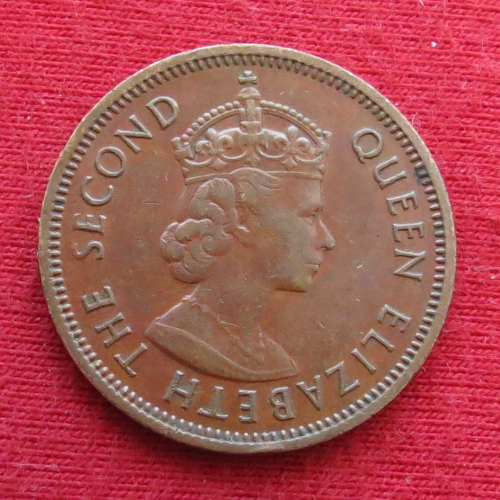 QUEEN ELIZABETH THE SECOND